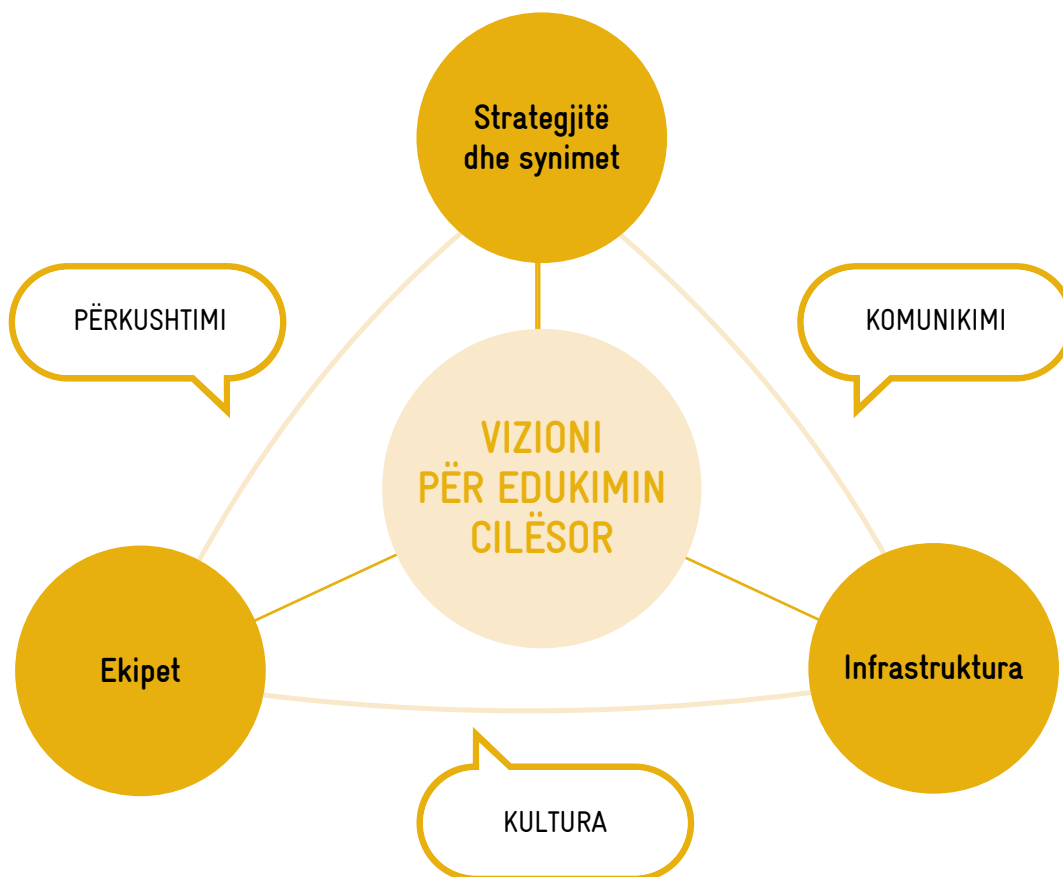 Strategjitë
dhe synimet
PËRKUSHTIMI
KOMUNIKIMI
VIZIONI
PËR EDUKIMIN
CILËSOR
Ekipet
Infrastruktura
KULTURA